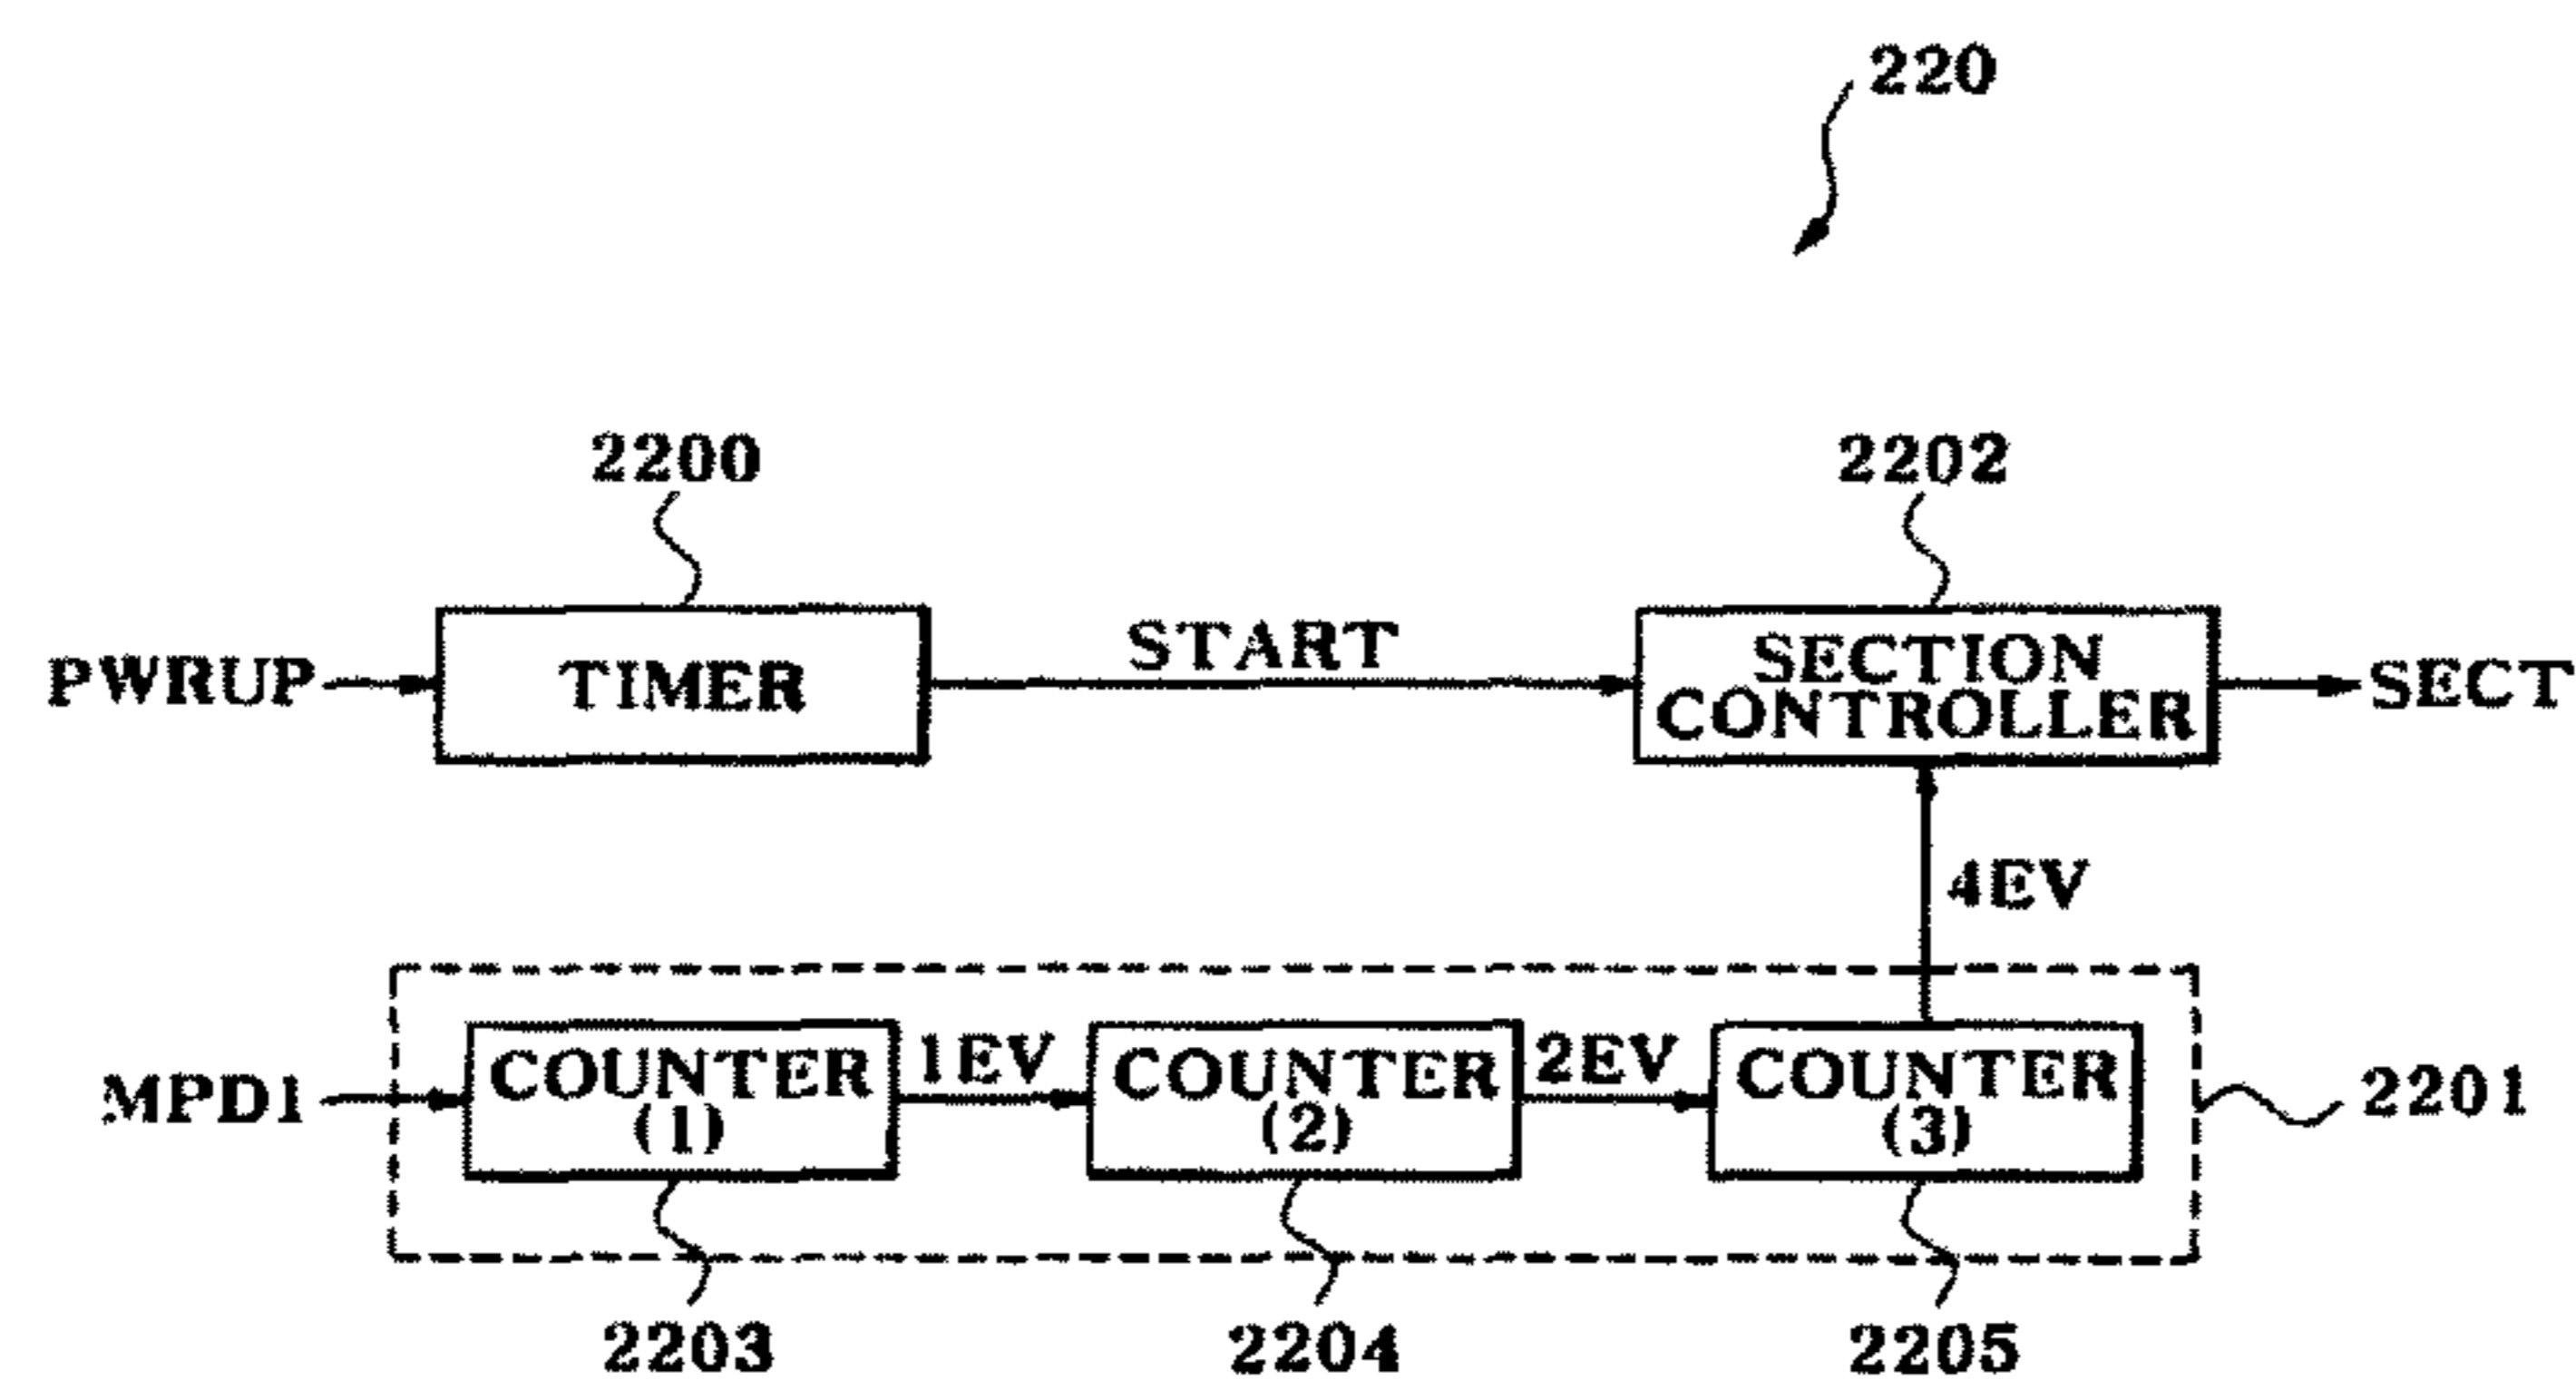 220
2200
2202
PWRUP
TIMER
START
SECTION
CONTROLLER
SECT
4EV
MPD1
COUNTER
(1)
1EV
COUNTER
(2)
2EV
COUNTER
(3)
2201
2203
2204
2205